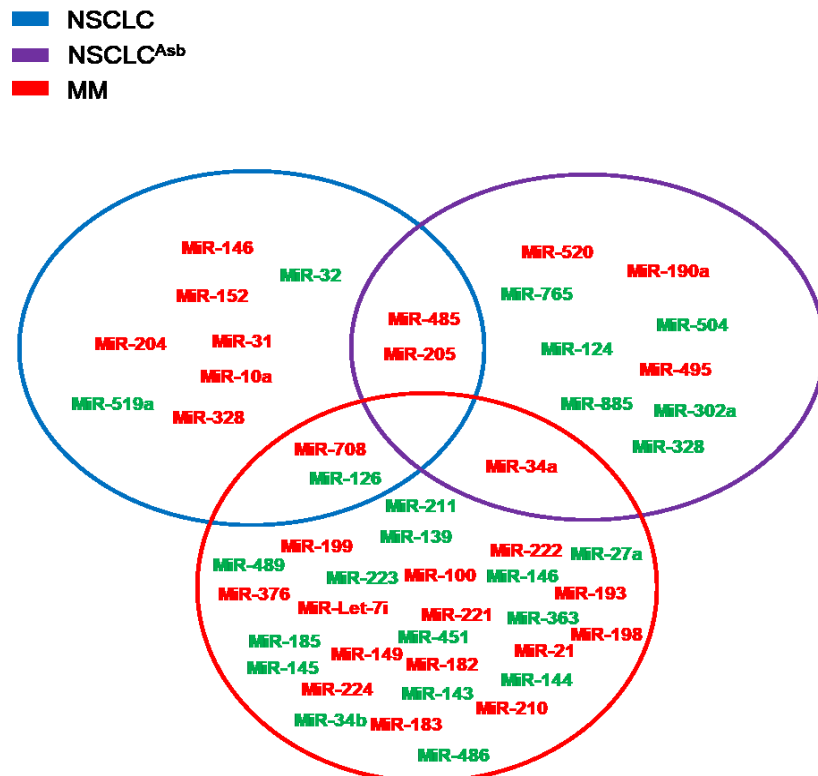 NSCLC
NSCLCAsb
MM
MiR-146
MiR-32
MiR-152
MiR-204
MiR-31
MiR-10a
MiR-519a
MiR-328
MiR-485
MiR-205
MiR-520
MiR-190a
MiR-765
MiR-504
MiR-124
MiR-495
MiR-885
MiR-302a
MiR-328
MiR-708
MiR-126
MiR-34a
MiR-211
MiR-139
MiR-199
MiR-222
MiR-27a
MiR-489
MiR-223
MiR-100
MiR-146
MiR-376
MiR-193
MiR-Let-7i
MiR-221
MiR-363
MiR-185
MiR-451
MiR-198
MiR-149
MiR-21
MiR-145
MiR-182
MiR-144
MiR-224
MiR-143
MiR-210
MiR-34b
MiR-183
MiR-486